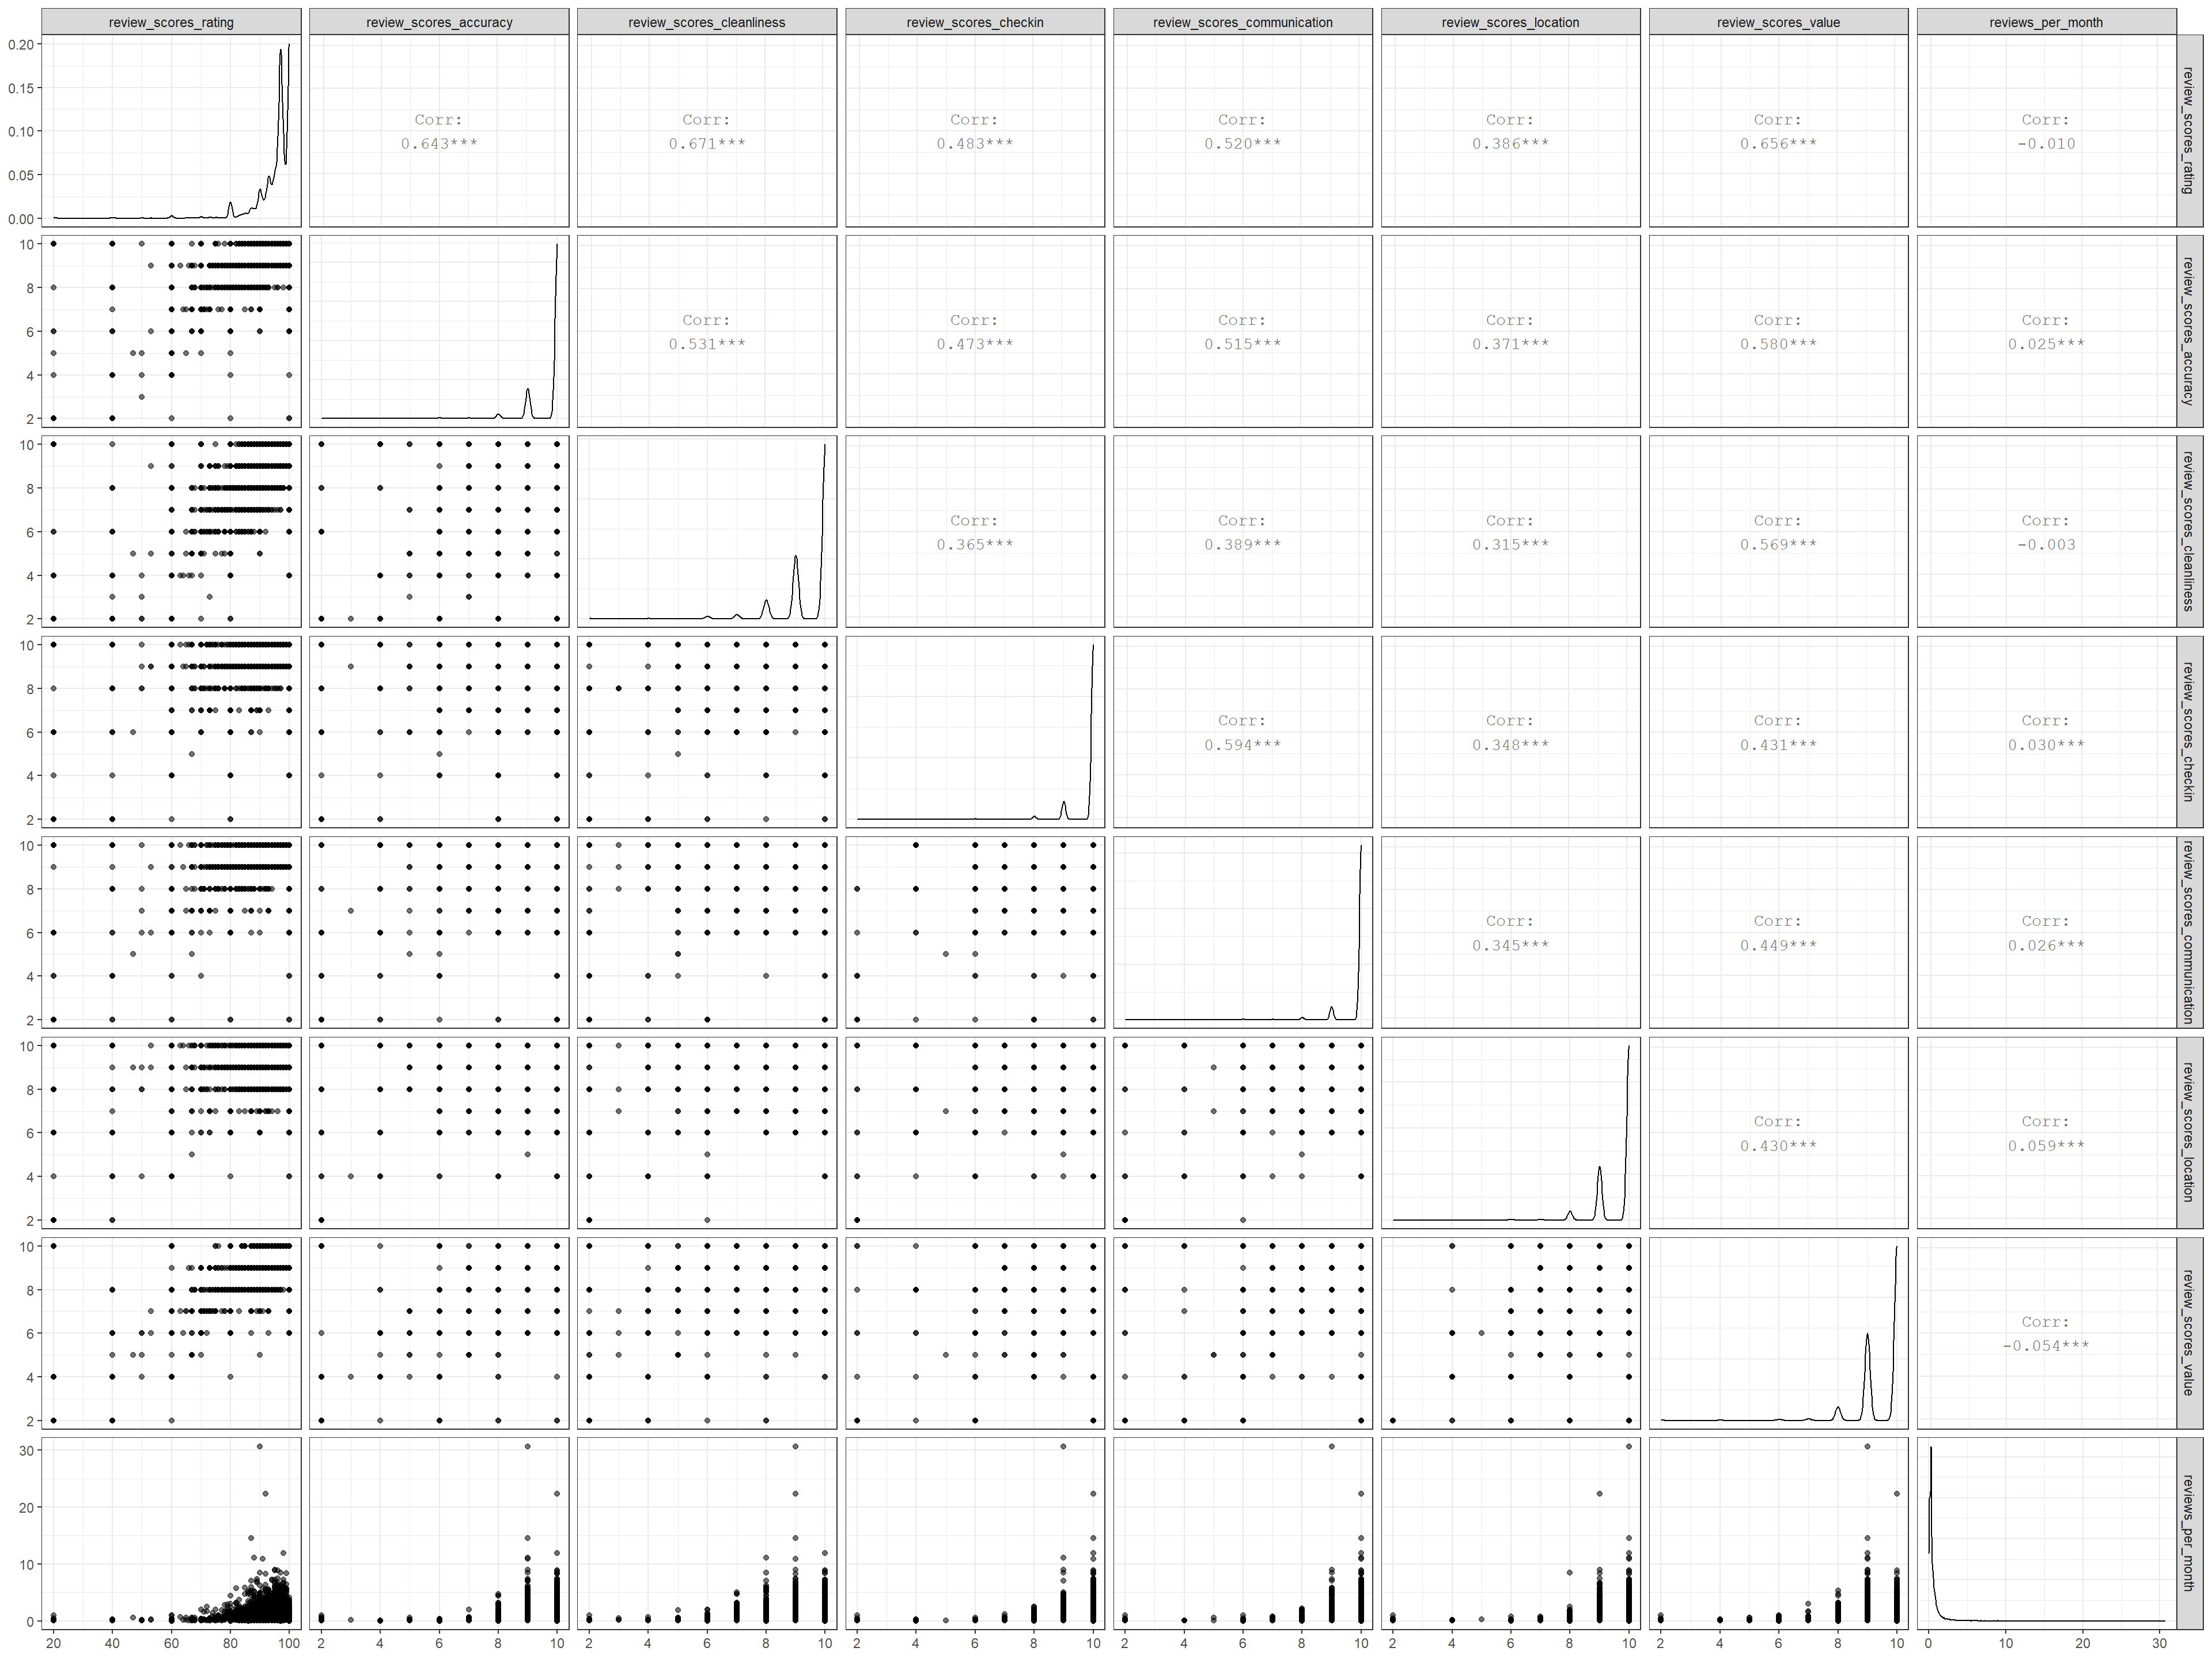 review_scores_rating review_scores_accuracy review_scores_cleanliness review_scores_checkin review_scores_communication review_scores_location review_scores_value reviews_per_month
0.20
0.15
0.10
0.05
0.00
Corr: Corr: Corr: Corr: Corr: Corr: Corr:
0.643*** 0.671*** 0.483*** 0.520*** 0.386*** 0.656*** -0.010
review_scores_rating
10
8
6
4
2
Corr: Corr: Corr: Corr: Corr: Corr:
0.531*** 0.473*** 0.515*** 0.371*** 0.580*** 0.025***
review_scores_accuracy
10
8
6
4
2
Corr: Corr: Corr: Corr: Corr:
0.365*** 0.389*** 0.315*** 0.569*** -0.003
review_scores_cleanliness
10
8
6
4
2
Corr: Corr: Corr: Corr:
0.594*** 0.348*** 0.431*** 0.030***
review_scores_checkin
10
8
6
4
2
Corr: Corr: Corr:
0.345*** 0.449*** 0.026***
review_scores_communication
10
8
6
4
2
Corr: Corr:
0.430*** 0.059***
review_scores_location
10
8
6
4
2
Corr:
-0.054***
review_scores_value
30
20
10
0
reviews_per_month
20 40 60 80 100 2 4 6 8 10 2 4 6 8 10 2 4 6 8 10 2 4 6 8 10 2 4 6 8 10 2 4 6 8 10 0 10 20 30